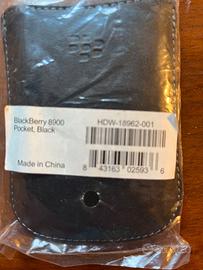 BlackBerry 8900
Pocket, Black
HDW-18962-001
Made in China
8 43163 02593 6